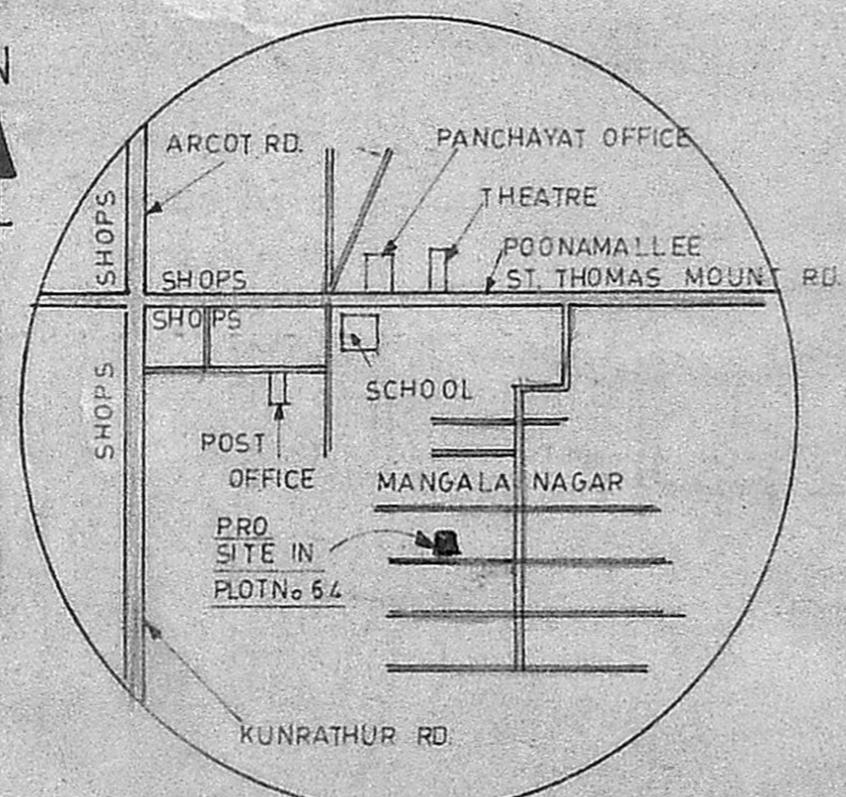 N
ARCOT RD.
PANCHAYAT OFFICE
THEATRE
SHOPS
SHOPS
POONAMALLEE
ST. THOMAS MOUNT RD.
SHOPS
SHOPS
SCHOOL
POST
OFFICE
MANGALA NAGAR
PRO
SITE IN
PLOT No 64
KUNRATHUR RD.